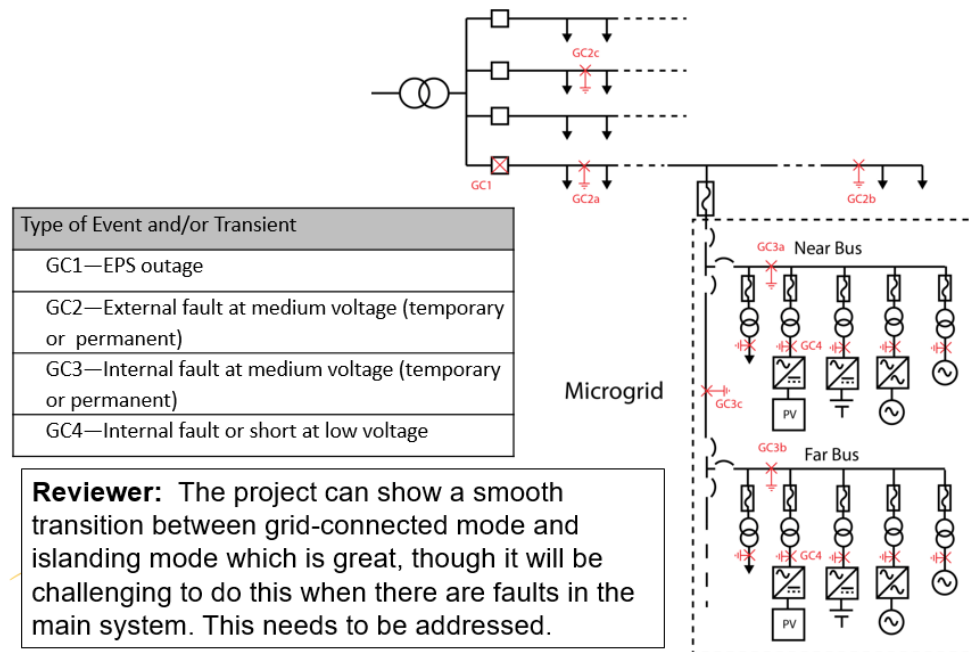 GC2c
GC1
GC2a
GC2b
Type of Event and/or Transient
GC1—EPS outage
GC2—External fault at medium voltage (temporary
or permanent)
GC3—Internal fault at medium voltage (temporary
or permanent)
GC4—Internal fault or short at low voltage
Reviewer: The project can show a smooth
transition between grid-connected mode and
islanding mode which is great, though it will be
challenging to do this when there are faults in the
main system. This needs to be addressed.
Microgrid
GC3a
Near Bus
GC4
PV
GC3c
GC3b
Far Bus
GC4
PV